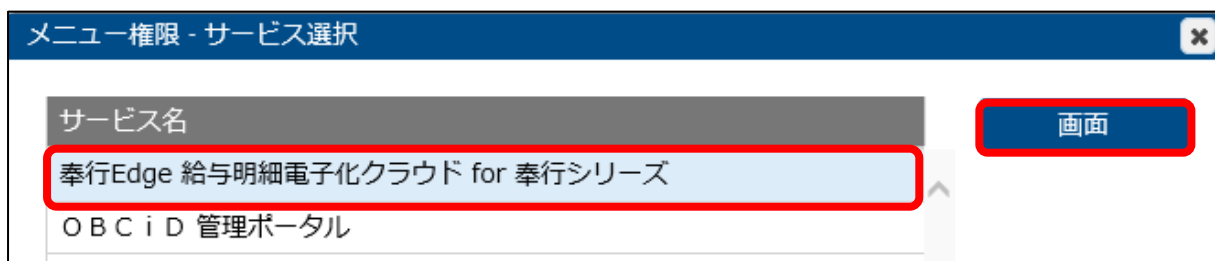 メニュー権限 - サービス選択
サービス名
画面
奉行Edge 給与明細電子化クラウド for 奉行シリーズ
ＯＢＣｉＤ 管理ポータル